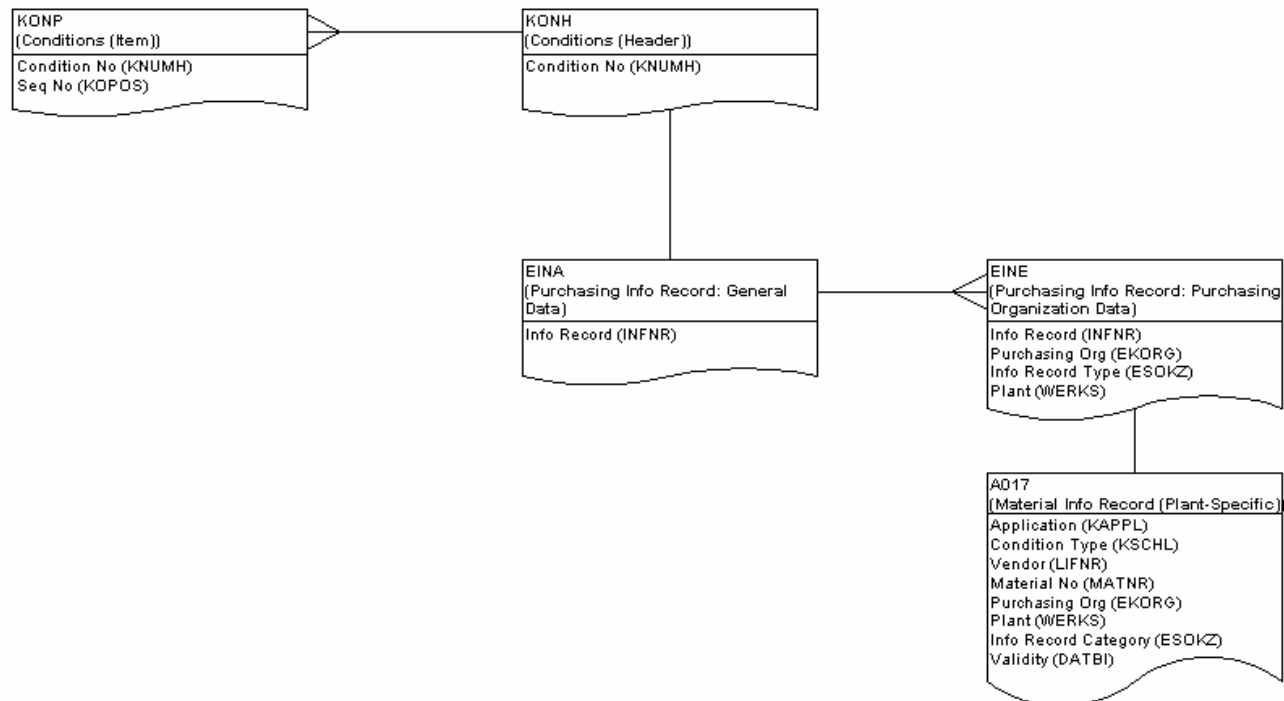 KONP
(Conditions (Item))
Condition No (KNUMH)
Seq No (KOPOS)
KONH
(Conditions (Header))
Condition No (KNUMH)
EINA
(Purchasing Info Record: General
Data)
Info Record (INFNR)
EINE
(Purchasing Info Record: Purchasing
Organization Data)
Info Record (INFNR)
Purchasing Org (EKORG)
Info Record Type (ESOKZ)
Plant (WERKS)
A017
(Material Info Record (Plant-Specific))
Application (KAPPL)
Condition Type (KSCHL)
Vendor (LIFNR)
Material No (MATNR)
Purchasing Org (EKORG)
Plant (WERKS)
Info Record Category (ESOKZ)
Validity (DATBI)